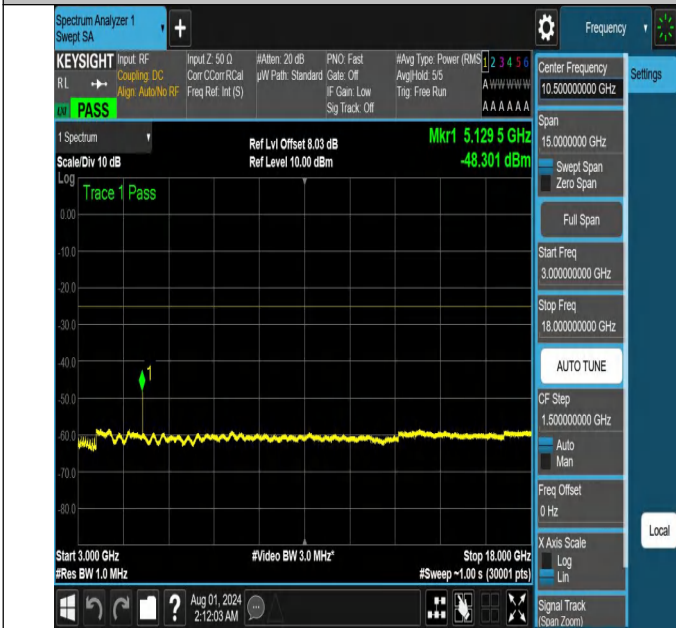 Spectrum Analyzer 1
Swept SA
+
Frequency
KEYSIGHT
RL
PASS
Input: RF
Coupling: DC
Align: Auto/No RF
Input Z: 50 Ω
Corr CCorr RCal
Freq Ref: Int (S)
#Atten: 20 dB
µW Path: Standard
PNO: Fast
Gate: Off
IF Gain: Low
Sig Track: Off
#Avg Type: Power (RMS
Avg|Hold: 5/5
Trig: Free Run
1 2 3 4 5 6
A W W W W W
A A A A A A
1 Spectrum
Scale/Div 10 dB
Ref Lvl Offset 8.03 dB
Ref Level 10.00 dBm
Mkr1 5.129 5 GHz
-48.301 dBm
Log
Trace 1 Pass
0.00
-10.0
-20.0
-30.0
-40.0
1
-50.0
-60.0
-70.0
-80.0
Start 3.000 GHz
#Res BW 1.0 MHz
#Video BW 3.0 MHz*
Stop 18.000 GHz
#Sweep ~1.00 s (30001 pts)
Center Frequency
10.500000000 GHz
Settings
Span
15.0000000 GHz
Swept Span
Zero Span
Full Span
Start Freq
3.000000000 GHz
Stop Freq
18.000000000 GHz
AUTO TUNE
CF Step
1.500000000 GHz
Auto
Man
Freq Offset
0 Hz
X Axis Scale
Log
Lin
Signal Track
(Span Zoom)
Local
?
Aug 01, 2024
2:12:03 AM